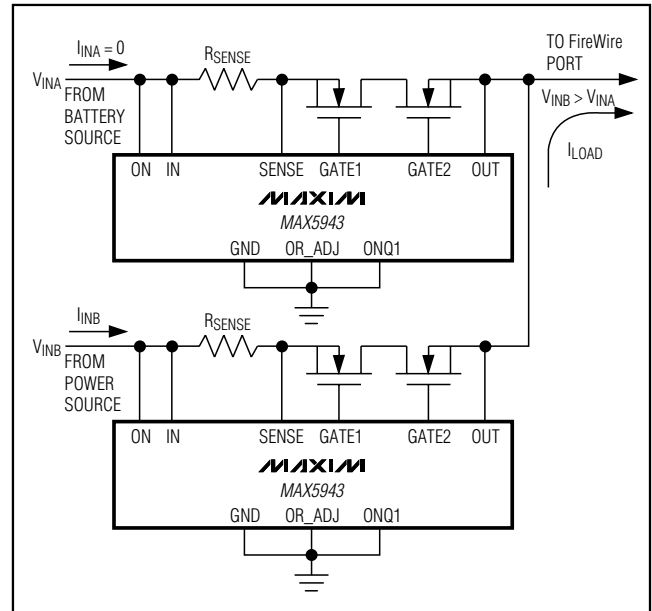 I_INA = 0
R_SENSE
TO FireWire
PORT
V_INA
FROM
BATTERY
SOURCE
V_INB > V_INA
I_LOAD
ON IN SENSE GATE1 GATE2 OUT
MAXIM
MAX5943
GND OR_ADJ ONQ1
I_INB
R_SENSE
V_INB
FROM
POWER
SOURCE
ON IN SENSE GATE1 GATE2 OUT
MAXIM
MAX5943
GND OR_ADJ ONQ1